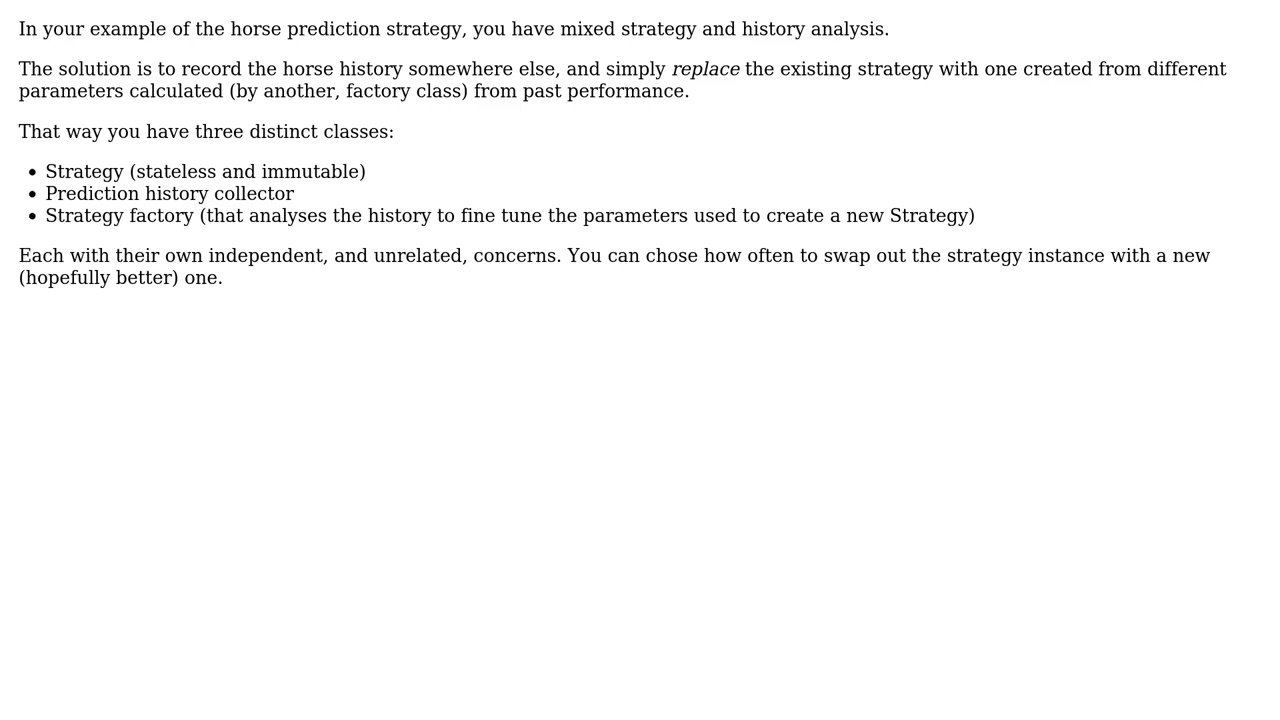 In your example of the horse prediction strategy, you have mixed strategy and history analysis.
The solution is to record the horse history somewhere else, and simply replace the existing strategy with one created from different
parameters calculated (by another, factory class) from past performance.
That way you have three distinct classes:
• Strategy (stateless and immutable)
• Prediction history collector
• Strategy factory (that analyses the history to fine tune the parameters used to create a new Strategy)
Each with their own independent, and unrelated, concerns. You can chose how often to swap out the strategy instance with a new
(hopefully better) one.